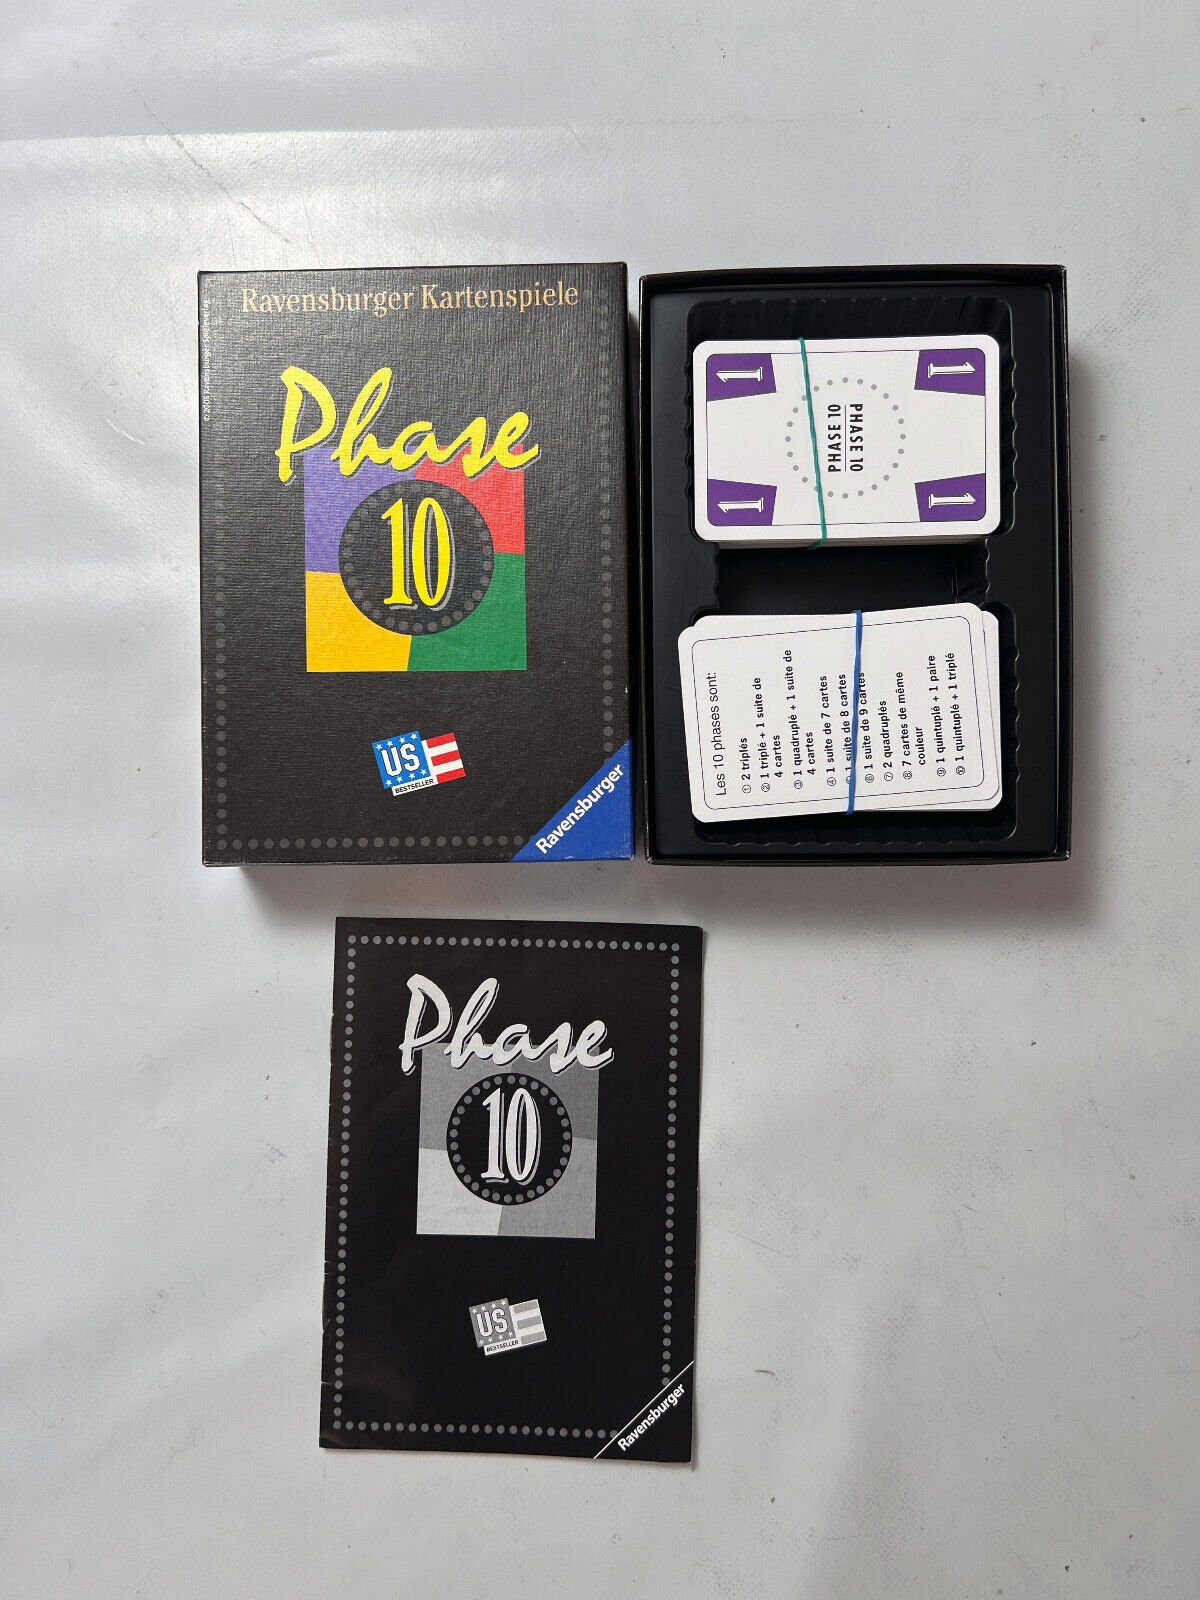 Ravensburger Kartenspiele
Phase
10
US
BESTSELLER
Ravensburger
1
1
1
1
PHASE 10
PHASE 10
Les 10 phases sont:
① 2 triplés
② 1 triplé + 1 suite de
4 cartes
③ 1 quadruplé + 1 suite de
4 cartes
④ 1 suite de 7 cartes
⑤ 1 suite de 8 cartes
⑥ 1 suite de 9 cartes
⑦ 2 quadruplés
⑧ 7 cartes de même
couleur
⑨ 1 quintuplé + 1 paire
⑩ 1 quintuplé + 1 triplé
Phase
10
US
BESTSELLER
Ravensburger